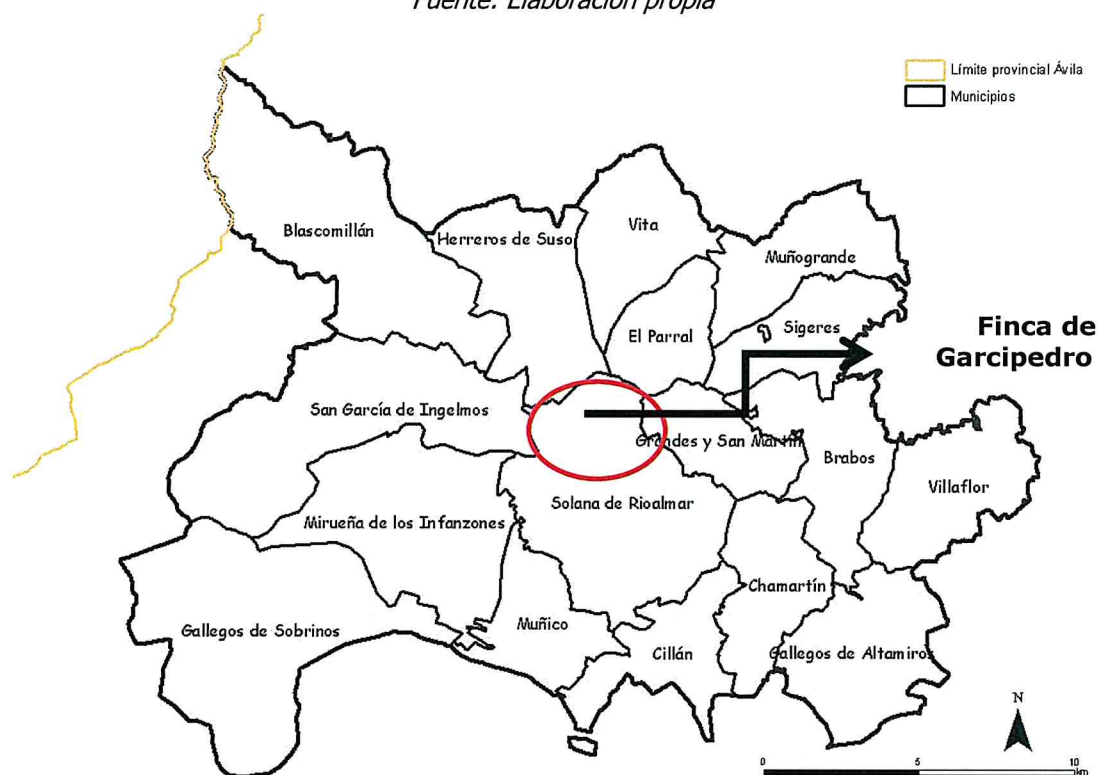 Fuente: Elaboración propia
Límite provincial Ávila
Municipios
Blascomillán
Herreros de Suso
Vita
Muñogrande
El Parral
Sigeres
Finca de
Garcipedro
San García de Ingelmos
Grandes y San Martín
Brabos
Villaflor
Solana de Rioalmar
Mirueña de los Infanzones
Chamartín
Muñico
Gallegos de Sobrinos
Cillán
Gallegos de Altamiros
N
0 5 10
km